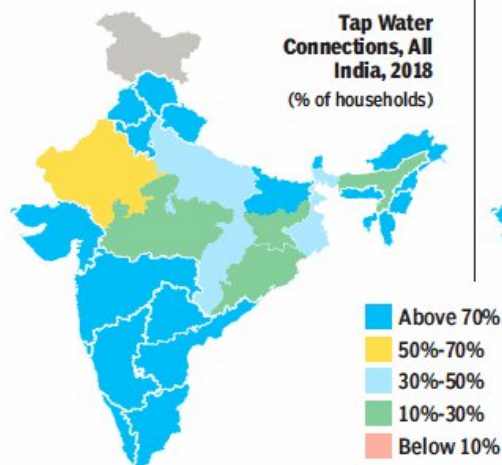 Tap Water
Connections, All
India, 2018
(% of households)
Above 70%
50%-70%
30%-50%
10%-30%
Below 10%